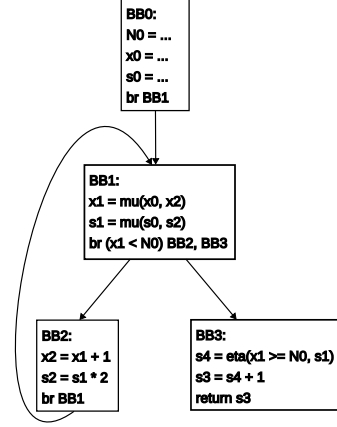 BB0:
N0 = ...
x0 = ...
s0 = ...
br BB1
BB1:
x1 = mu(x0, x2)
s1 = mu(s0, s2)
br (x1 < N0) BB2, BB3
BB2:
x2 = x1 + 1
s2 = s1 * 2
br BB1
BB3:
s4 = eta(x1 >= N0, s1)
s3 = s4 + 1
return s3